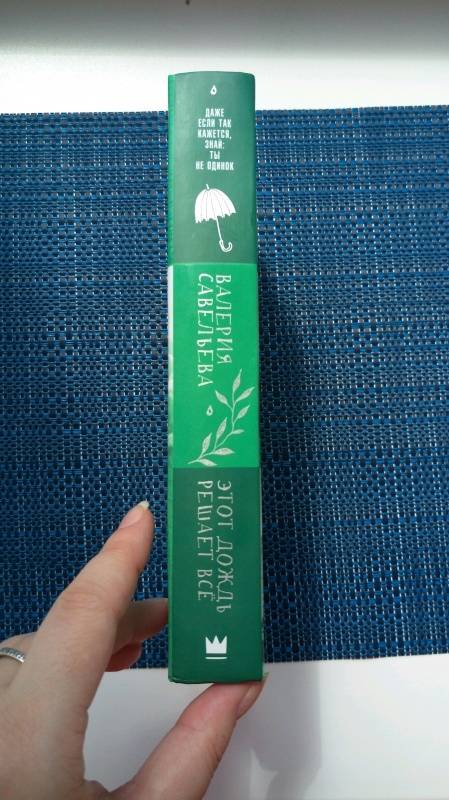 ДАЖЕ
ЕСЛИ ТАК
КАЖЕТСЯ,
ЗНАЙ:
ТЫ
НЕ ОДИНОК
ВАЛЕРИЯ
САВЕЛЬЕВА
ЭТОТ ДОЖДЬ
РЕШАЕТ ВСЁ